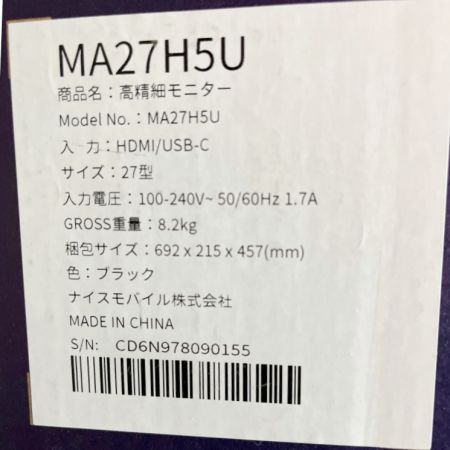 MA27H5U
商品名：高精細モニター
Model No.：MA27H5U
入 力：HDMI/USB-C
サイズ：27型
入力電圧：100-240V~ 50/60Hz 1.7A
GROSS重量：8.2kg
梱包サイズ：692 x 215 x 457(mm)
色：ブラック
ナイスモバイル株式会社
MADE IN CHINA
S/N: CD6N978090155